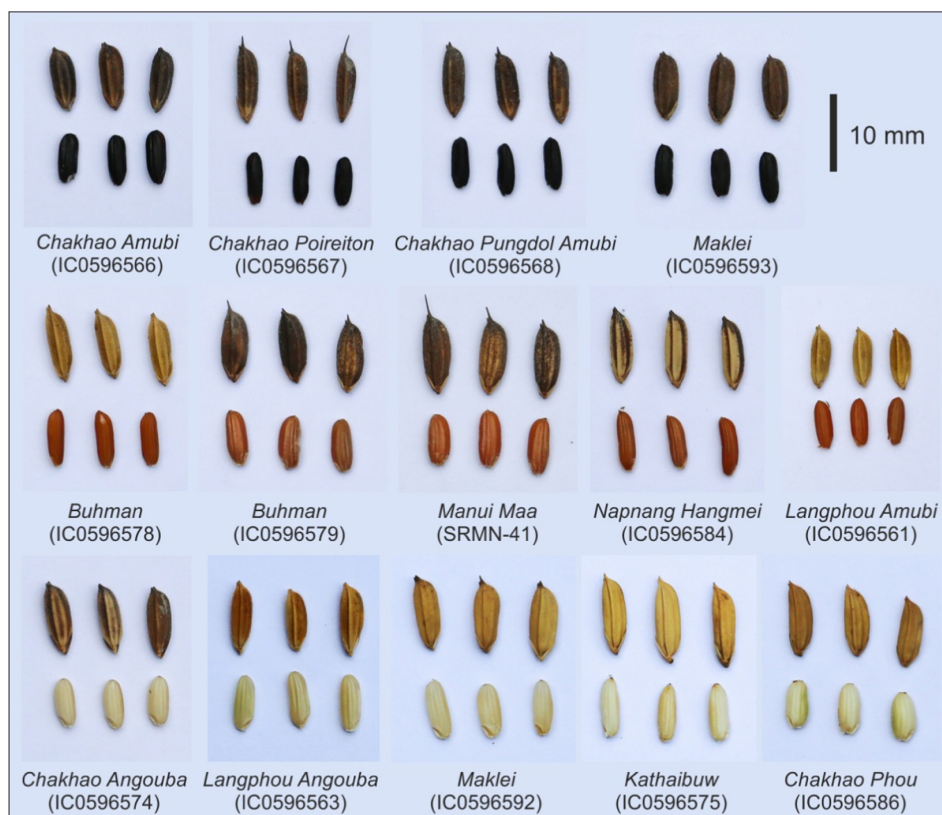 10 mm
Chakhao Amubi
(IC0596566)
Chakhao Poireiton
(IC0596567)
Chakhao Pungdol Amubi
(IC0596568)
Maklei
(IC0596593)
Buhman
(IC0596578)
Buhman
(IC0596579)
Manui Maa
(SRMN-41)
Napnang Hangmei
(IC0596584)
Langphou Amubi
(IC0596561)
Chakhao Angouba
(IC0596574)
Langphou Angouba
(IC0596563)
Maklei
(IC0596592)
Kathaibuw
(IC0596575)
Chakhao Phou
(IC0596586)